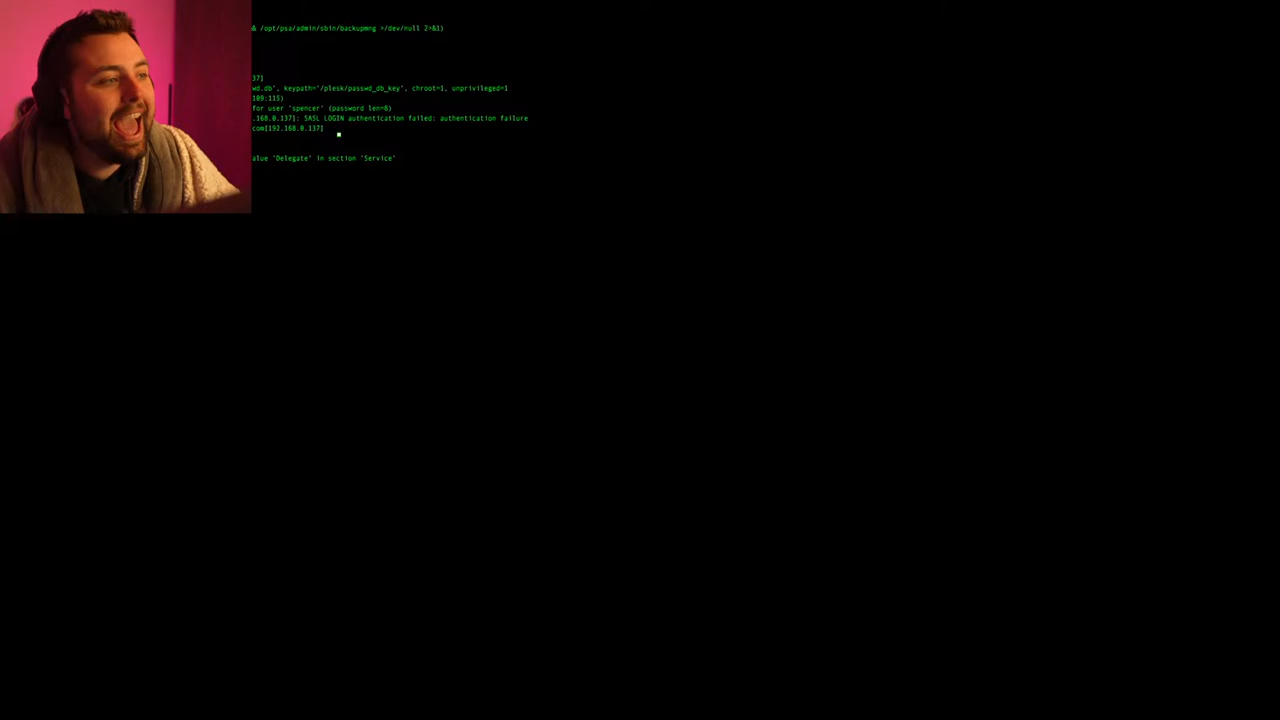 & /opt/psa/admin/sbin/backupmng >/dev/null 2>&1)
37]
wd.db', keypath='/plesk/passwd_db_key', chroot=1, unprivileged=1
109:115)
for user 'spencer' (password len=8)
.168.0.137]: SASL LOGIN authentication failed: authentication failure
com[192.168.0.137]
alue 'Delegate' in section 'Service'